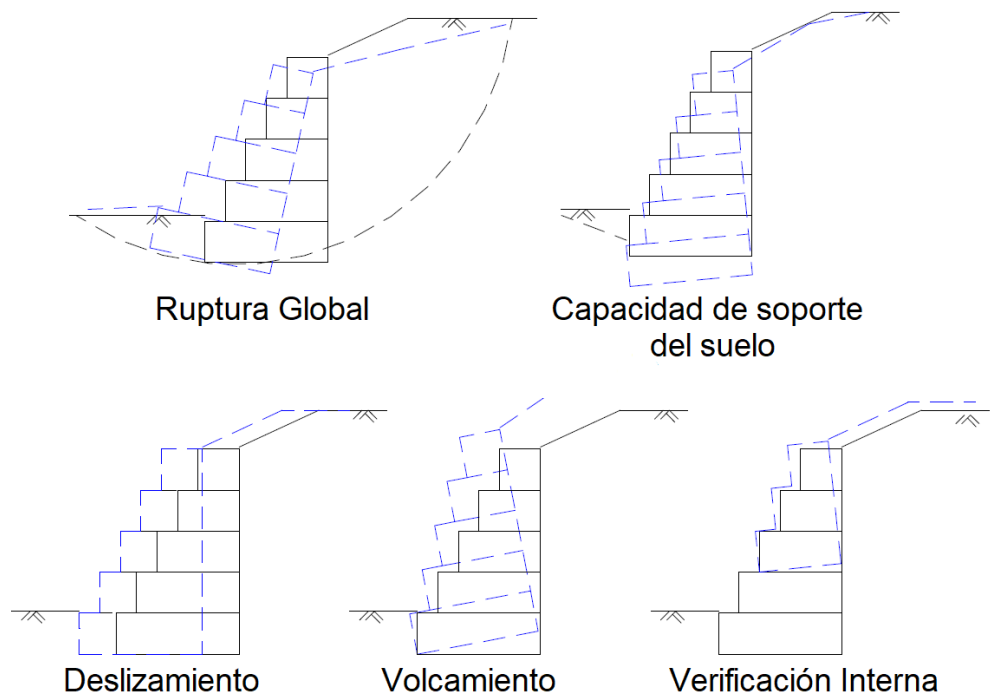 Ruptura Global
Capacidad de soporte
del suelo
Deslizamiento
Volcamiento
Verificación Interna